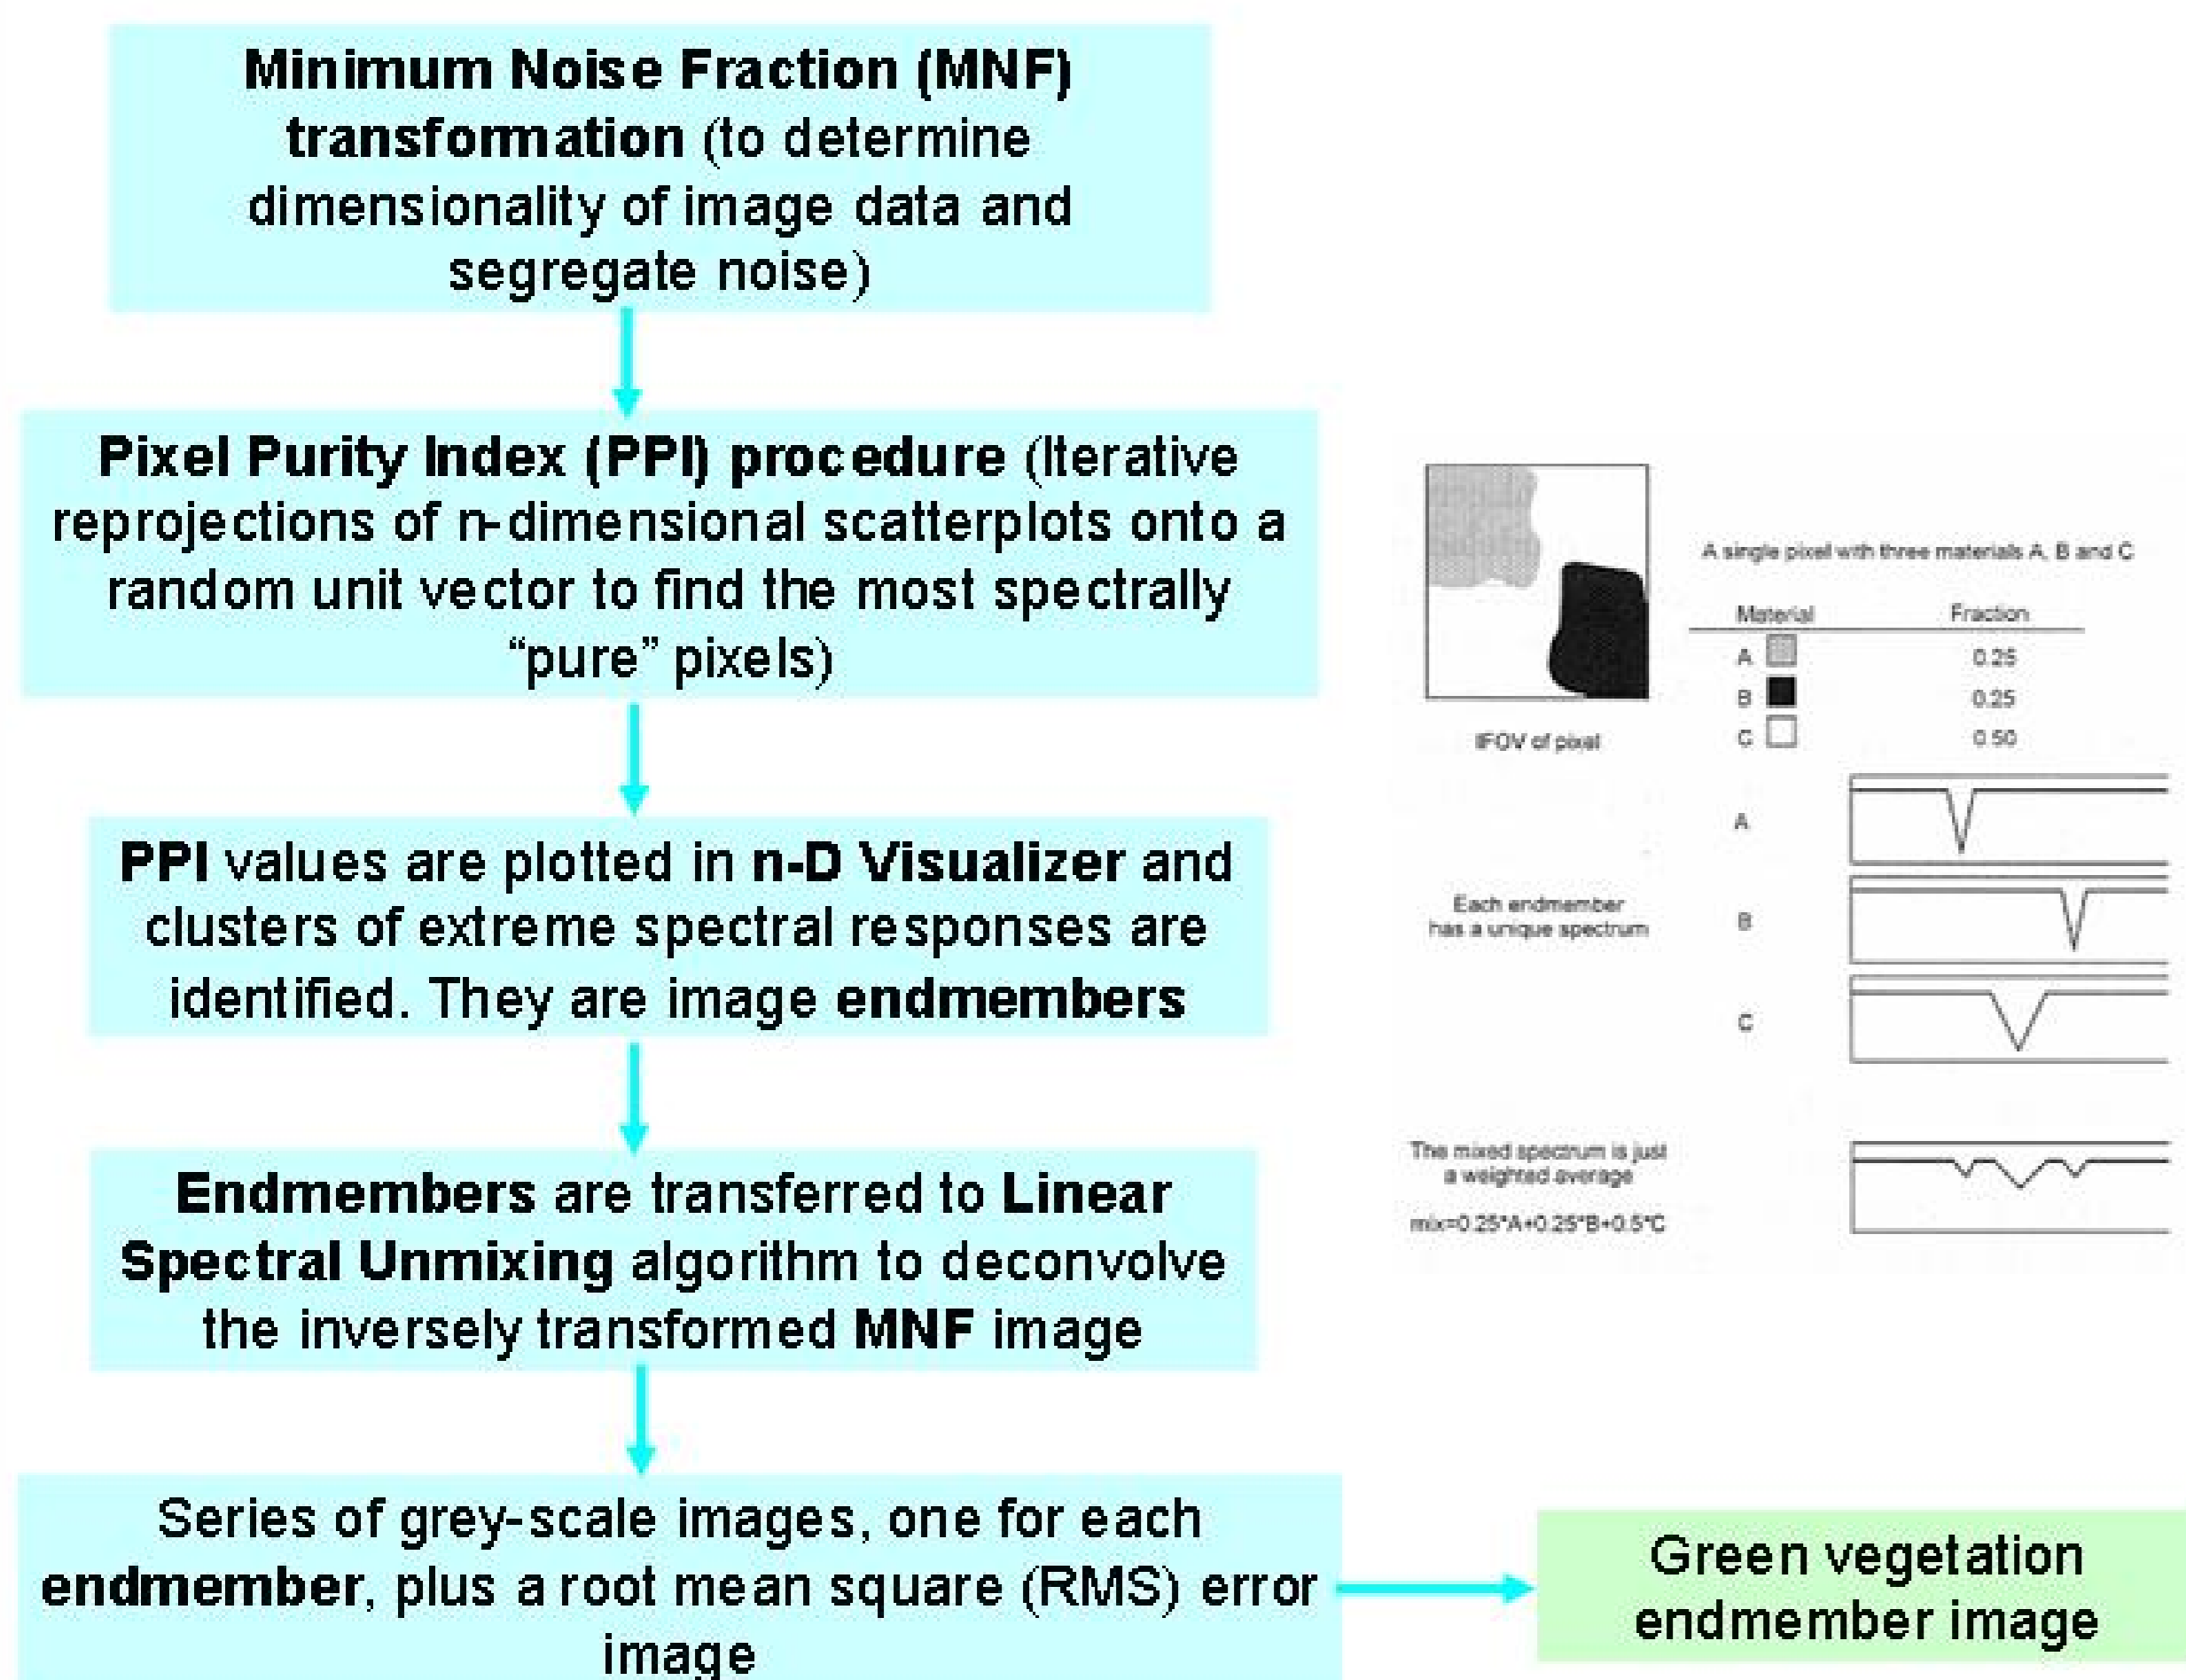 Minimum Noise Fraction (MNF)
transformation (to determine
dimensionality of image data and
segregate noise)
Pixel Purity Index (PPI) procedure (Iterative
reprojections of n-dimensional scatterplots onto a
random unit vector to find the most spectrally
“pure” pixels)
PPI values are plotted in n-D Visualizer and
clusters of extreme spectral responses are
identified. They are image endmembers
Endmembers are transferred to Linear
Spectral Unmixing algorithm to deconvolve
the inversely transformed MNF image
Series of grey-scale images, one for each
endmember, plus a root mean square (RMS) error
image
Green vegetation
endmember image
A single pixel with three materials A, B and C
Material Fraction
A 0.25
B 0.25
C 0.50
IFOV of pixel
A
Each endmember
has a unique spectrum
B
C
The mixed spectrum is just
a weighted average
mix=0.25*A+0.25*B+0.5*C